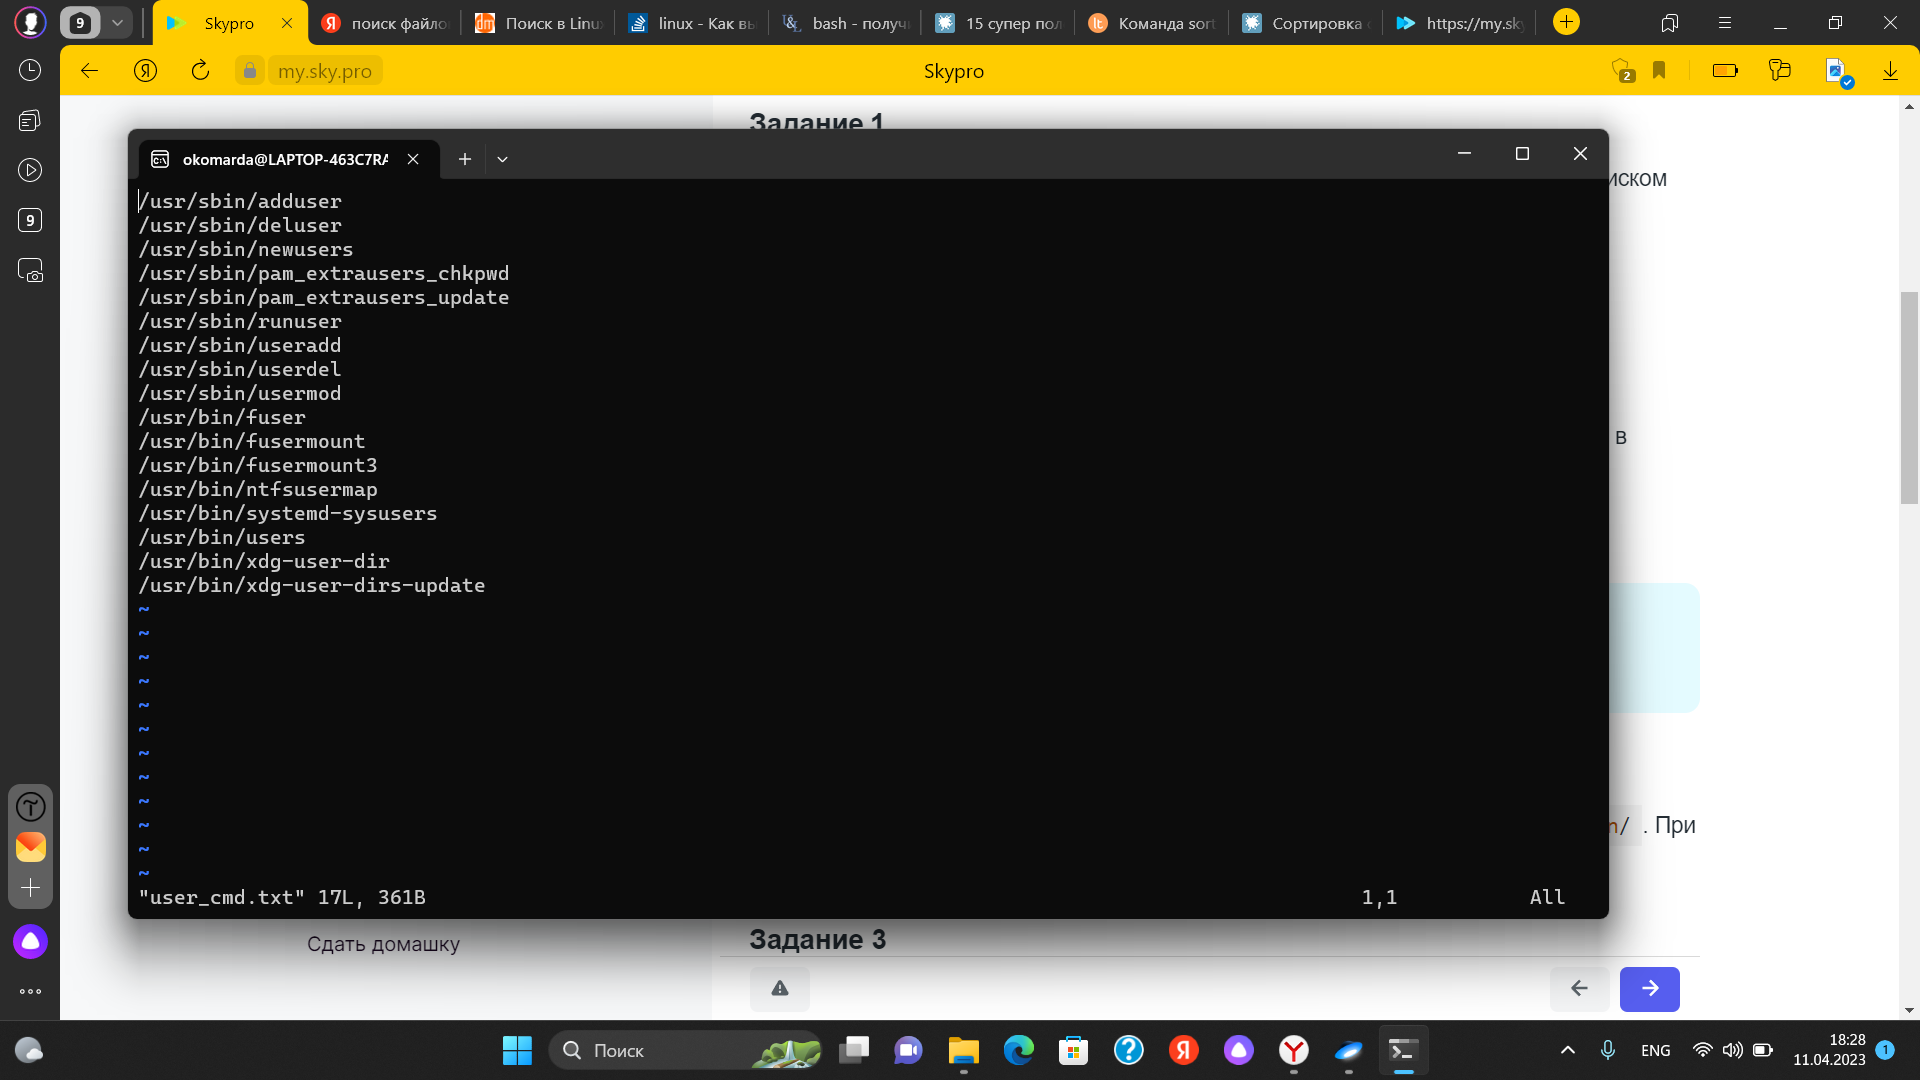 9
Skypro
поиск файло
Поиск в Linu
linux - Как вы
bash - получ
15 супер пол
Команда sort
Сортировка с
https://my.sky
my.sky.pro
Skypro
2
9
Задание 1
иском
okomarda@LAPTOP-463C7RA
/usr/sbin/adduser
/usr/sbin/deluser
/usr/sbin/newusers
/usr/sbin/pam_extrausers_chkpwd
/usr/sbin/pam_extrausers_update
/usr/sbin/runuser
/usr/sbin/useradd
/usr/sbin/userdel
/usr/sbin/usermod
/usr/bin/fuser
/usr/bin/fusermount
/usr/bin/fusermount3
/usr/bin/ntfsusermap
/usr/bin/systemd-sysusers
/usr/bin/users
/usr/bin/xdg-user-dir
/usr/bin/xdg-user-dirs-update
~
~
~
~
~
~
~
~
~
~
~
~
"user_cmd.txt" 17L, 361B 1,1 All
в
n/ . При
Сдать домашку
Задание 3
Поиск
ENG
18:28
11.04.2023
1